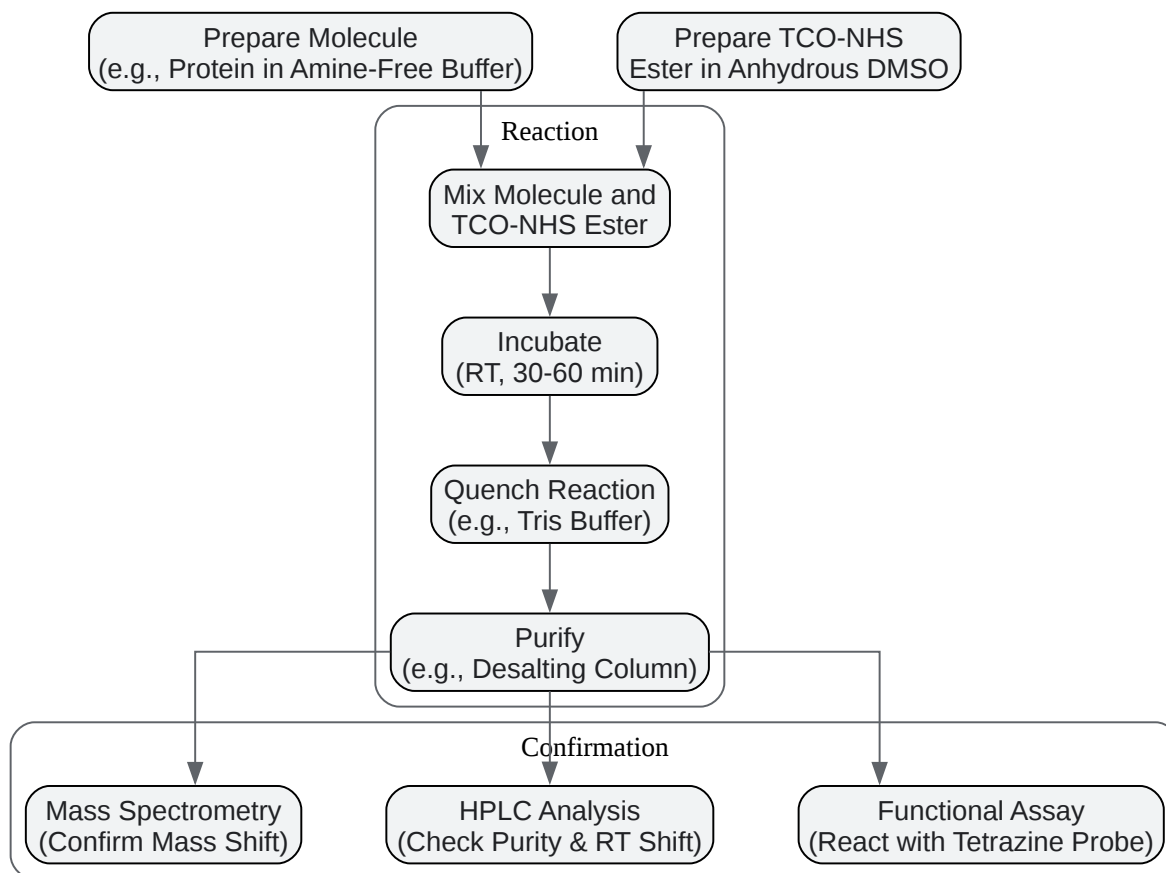 Prepare Molecule
(e.g., Protein in Amine-Free Buffer)
Prepare TCO-NHS
Ester in Anhydrous DMSO
Reaction
Mix Molecule and
TCO-NHS Ester
Incubate
(RT, 30-60 min)
Quench Reaction
(e.g., Tris Buffer)
Purify
(e.g., Desalting Column)
Confirmation
Mass Spectrometry
(Confirm Mass Shift)
HPLC Analysis
(Check Purity & RT Shift)
Functional Assay
(React with Tetrazine Probe)